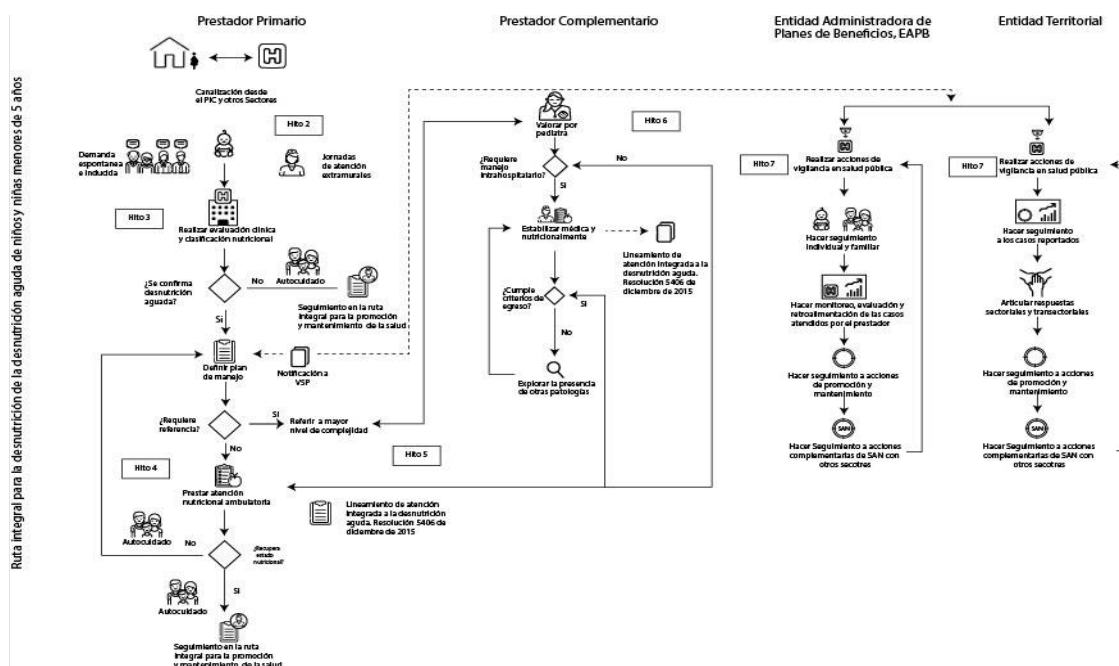 Ruta integral para la desnutrición de la desnutrición aguda de niños y niñas menores de 5 años
Prestador Primario
Canalización desde
el PIC y otros Sectores
Hito 2
Demanda
espontanea
e Inducida
Jornadas
de atención
extramurales
Hito 3
Realizar evaluación clínica
y clasificación nutricional
¿Se confirma
desnutrición
aguada?
No
Autocuidado
Seguimiento en la ruta
Integral para la promoción
y mantenimiento de la salud
Si
Definir plan
de manejo
Notificación a
VSP
¿Requiere
referencia?
SI
Referir a mayor
nivel de complejidad
No
Hito 4
Hito 5
Prestar atención
nutricional ambulatoria
Lineamiento de atención
Integrada a la desnutrición
aguda. Resolución 5406 de
diciembre de 2015
Autocuidado
No
¿Recupera
estado
nutricional?
SI
Autocuidado
Seguimiento en la ruta
Integral para la promoción
y mantenimiento de la salud
Prestador Complementario
Hito 6
Valorar por
pediatra
¿Requiere
manejo
Intrahospitalario?
No
SI
Estabilizar médica y
nutricionalmente
Lineamiento de
atención integrada a la
desnutrición aguda.
Resolución 5406 de
diciembre de 2015
¿Cumple
criterios de
egreso?
SI
No
Explorar la presencia
de otras patologías
Entidad Administradora de
Planes de Beneficios, EAPB
Hito 7
Realizar acciones de
vigilancia en salud pública
Hacer seguimiento
individual y familiar
Hacer monitoreo, evaluación y
retroalimentación de las casos
atendidos por el prestador
Hacer seguimiento a acciones
de promoción y
mantenimiento
SAN
Hacer Seguimiento a acciones
complementarias de SAN con
otros secotres
Entidad Territorial
Hito 7
Realizar acciones de
vigilancia en salud pública
Hacer seguimiento
a los casos reportados
Articular respuestas
sectoriales y transectoriales
Hacer seguimiento a acciones
de promoción y
mantenimiento
SAN
Hacer Seguimiento a acciones
complementarias de SAN con
otros secotres